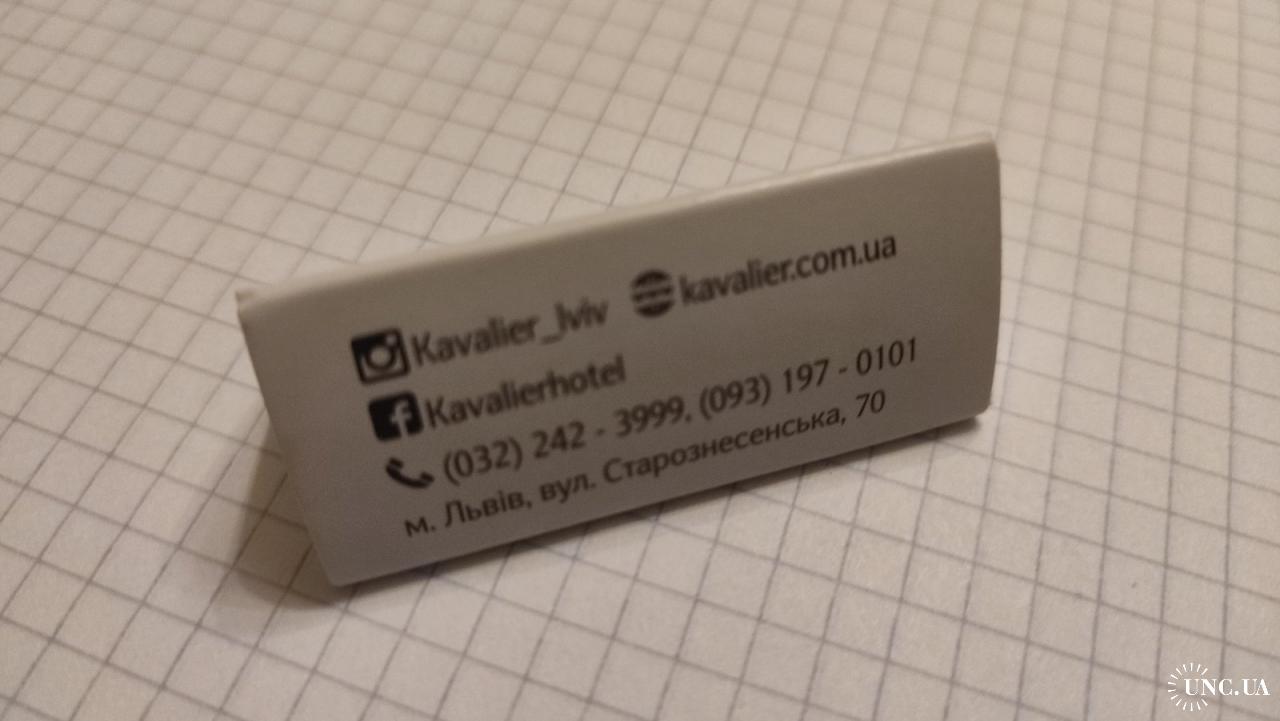 Kavalier_lviv kavalier.com.ua
Kavalierhotel
(032) 242 - 3999, (093) 197 - 0101
м. Львів, вул. Старознесенська, 70
UNC.UA